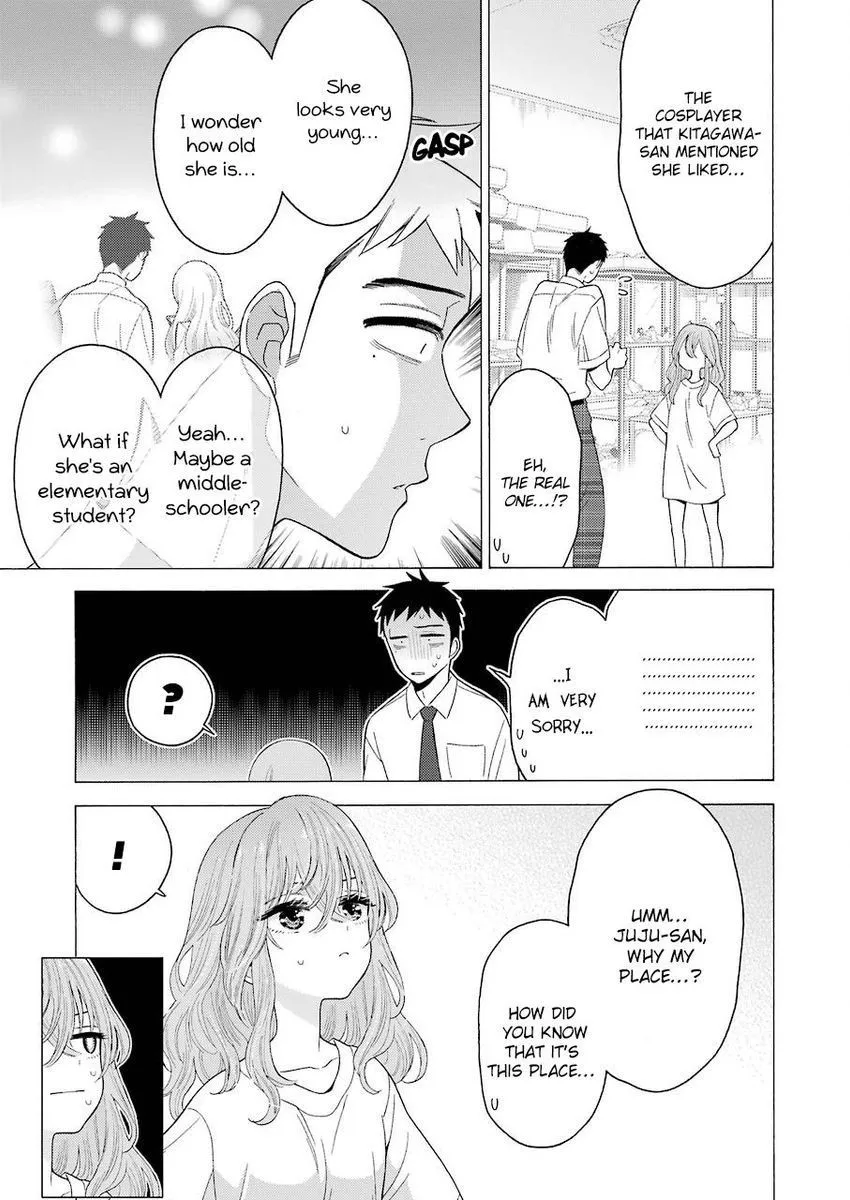 THE
COSPLAYER
THAT KITAGAWA-
SAN MENTIONED
SHE LIKED...
EH,
THE REAL
ONE...!?
GASP
She
looks very
young...
I wonder
how old
she is...
Yeah...
Maybe a
middle-
schooler?
What if
she's an
elementary
student?
...I
AM VERY
SORRY...
?
UMM...
JUJU-SAN,
WHY MY
PLACE...?
HOW DID
YOU KNOW
THAT IT'S
THIS PLACE...
!